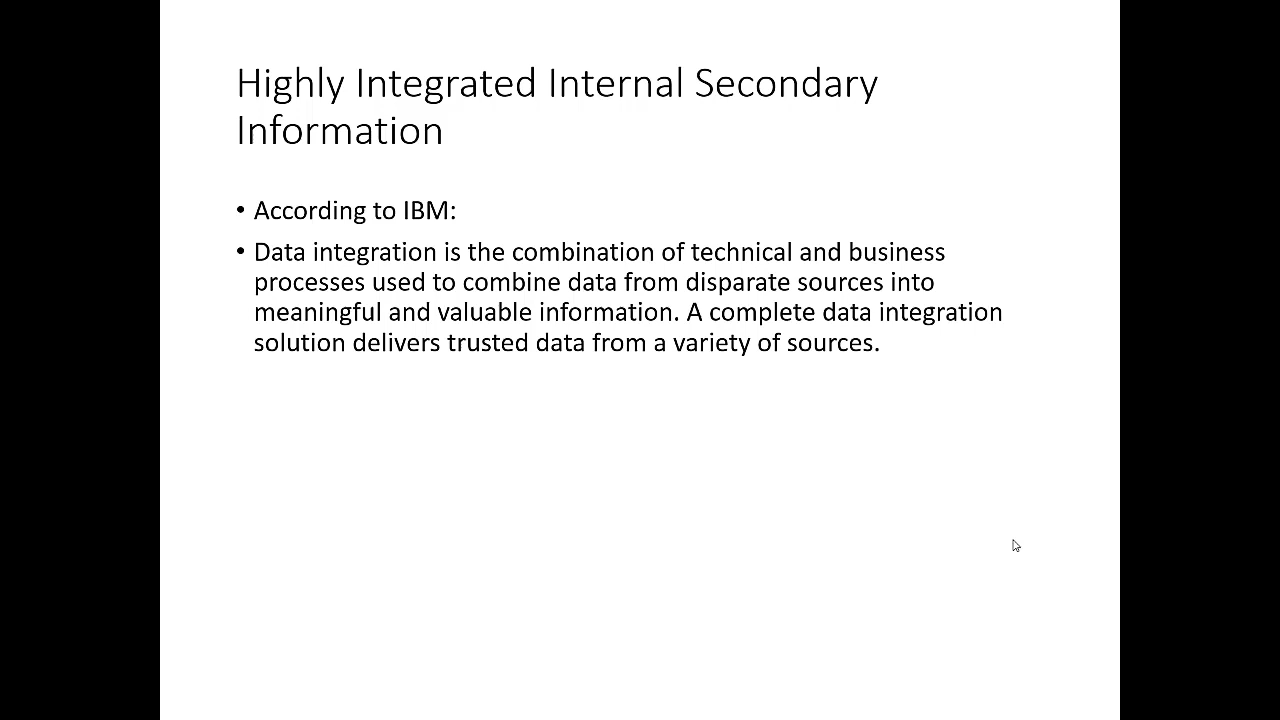 Highly Integrated Internal Secondary
Information
• According to IBM:
• Data integration is the combination of technical and business
processes used to combine data from disparate sources into
meaningful and valuable information. A complete data integration
solution delivers trusted data from a variety of sources.